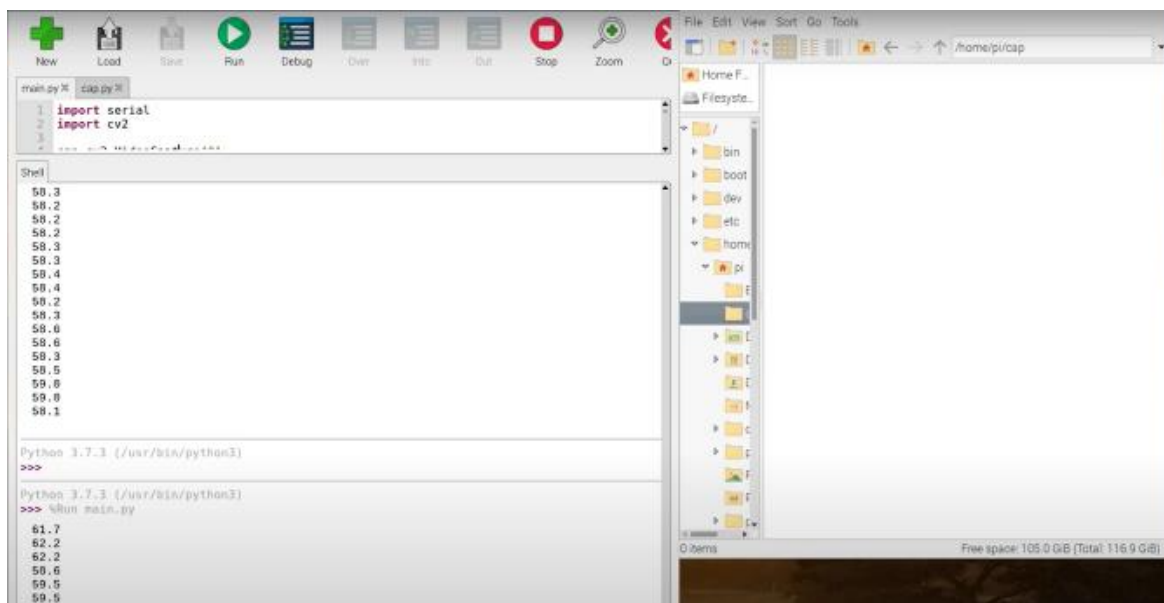 New Load Save Run Debug Over Into Out Stop Zoom
main.py cap.py
1 import serial
2 import cv2
3
Shell
58.3
58.2
58.2
58.2
58.3
58.3
58.4
58.4
58.2
58.3
58.6
58.6
58.3
58.5
59.0
59.0
58.1
Python 3.7.3 (/usr/bin/python3)
>>>
Python 3.7.3 (/usr/bin/python3)
>>> %Run main.py
61.7
62.2
62.2
58.6
59.5
59.5
File Edit View Sort Go Tools
/home/pi/cap
Home F...
Filesyste...
/
bin
boot
dev
etc
home
pi
0 items
Free space: 105.0 GiB (Total: 116.9 GiB)